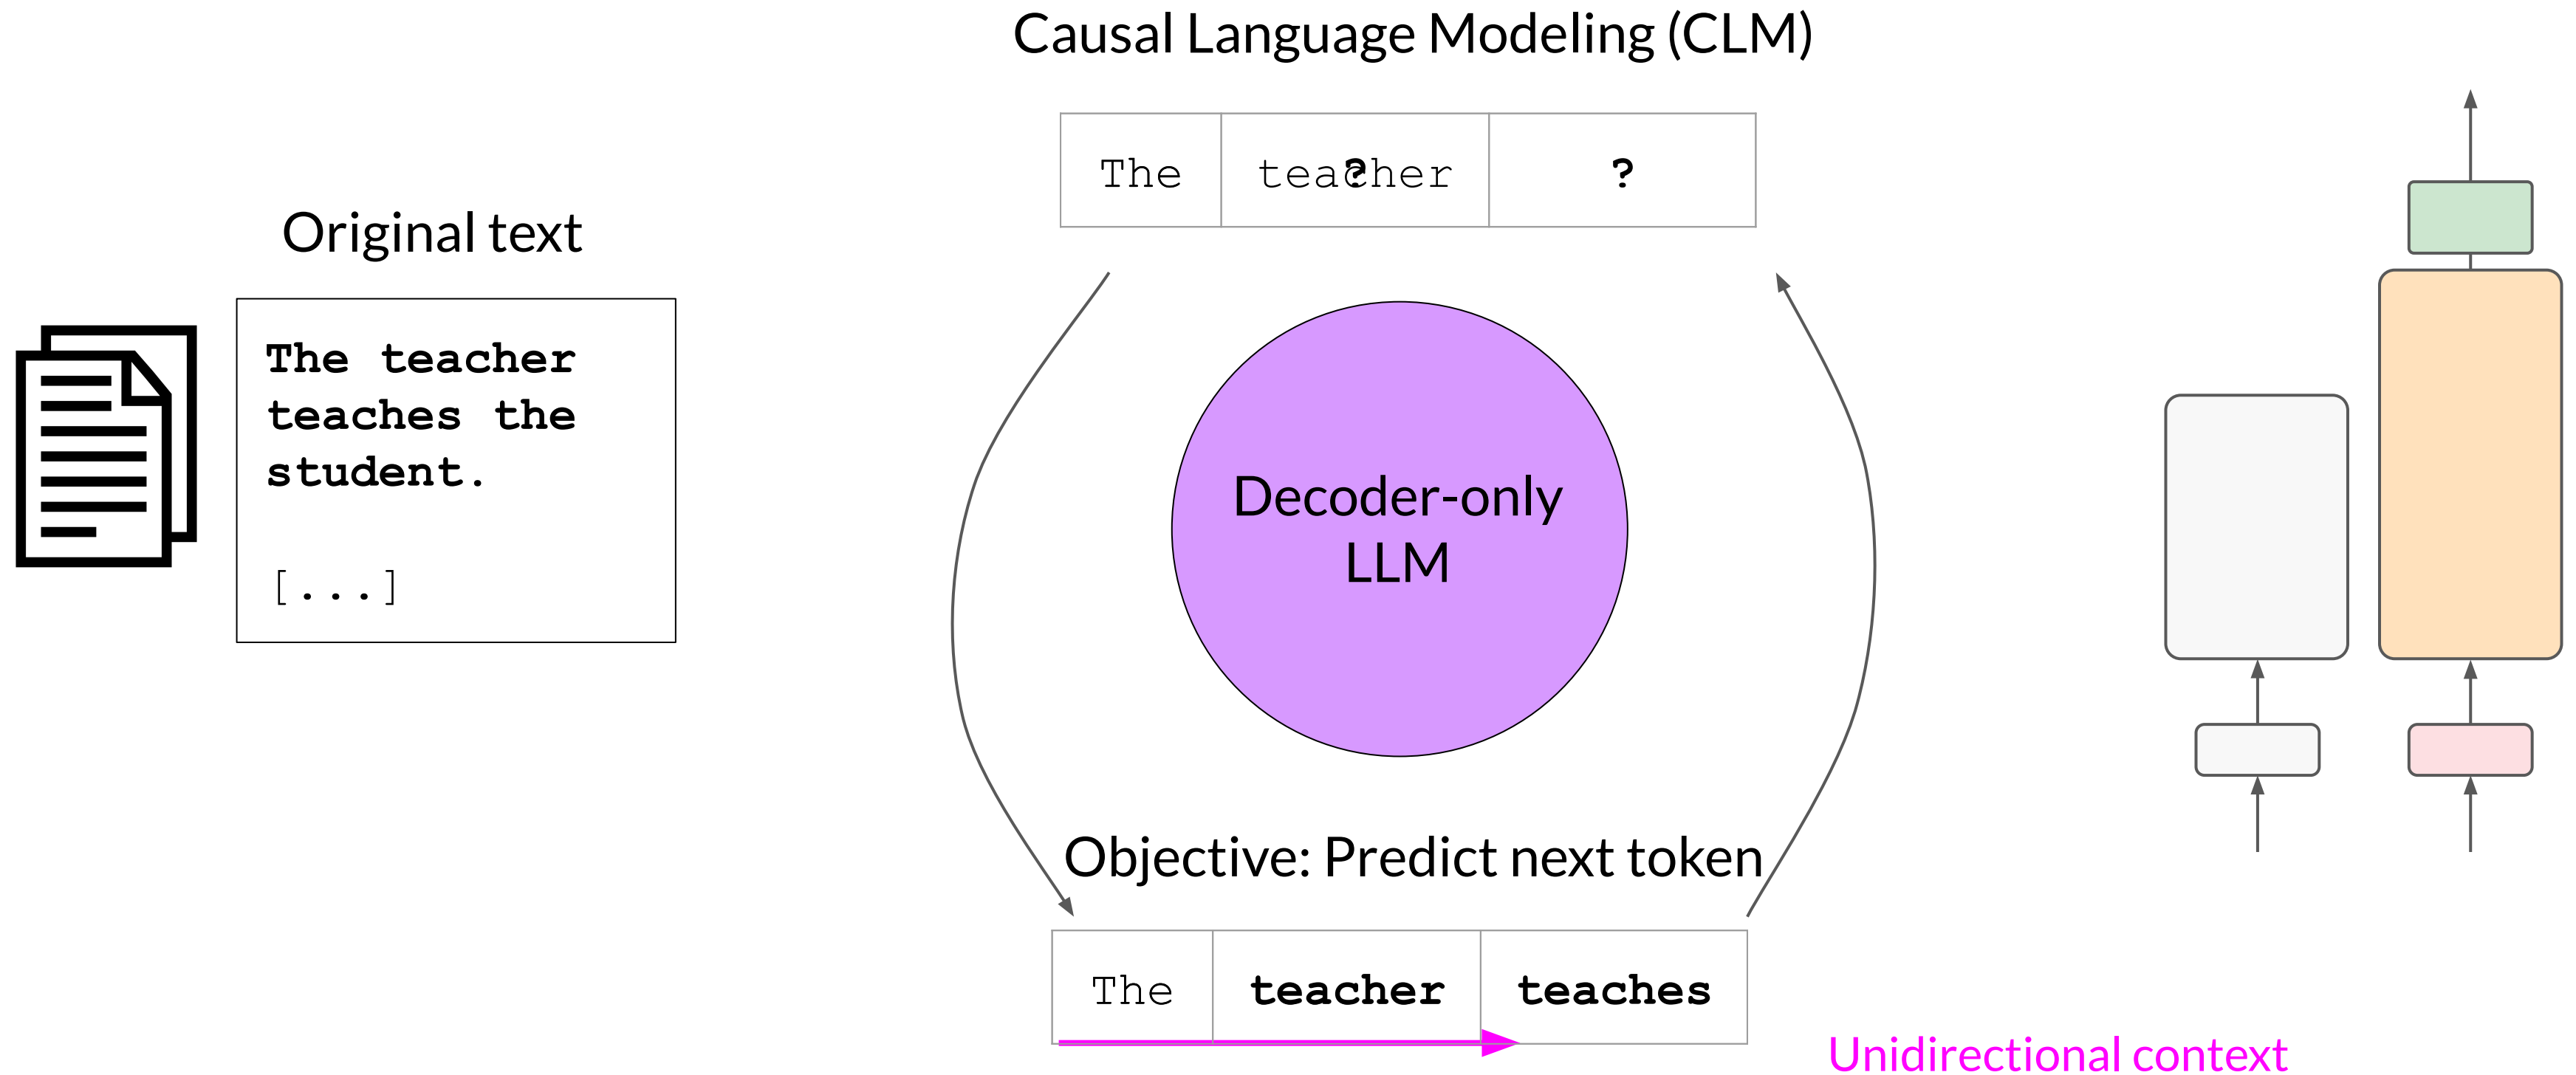 Causal Language Modeling (CLM)
The teacher ?
?
Original text
The teacher
teaches the
student.
[...]
Decoder-only
LLM
Objective: Predict next token
The teacher teaches
Unidirectional context